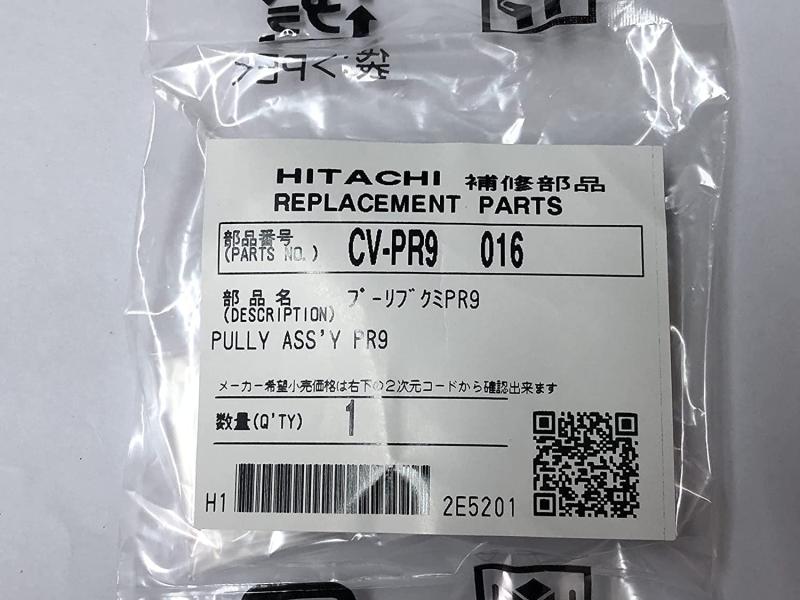 袋:>PE<
HITACHI 補修部品
REPLACEMENT PARTS
部品番号
(PARTS NO.) CV-PR9 016
部品名 プーリブクミPR9
(DESCRIPTION)
PULLY ASS'Y PR9
メーカー希望小売価格は右下の2次元コードから確認出来ます
数量(Q'TY) 1
H1 2E5201